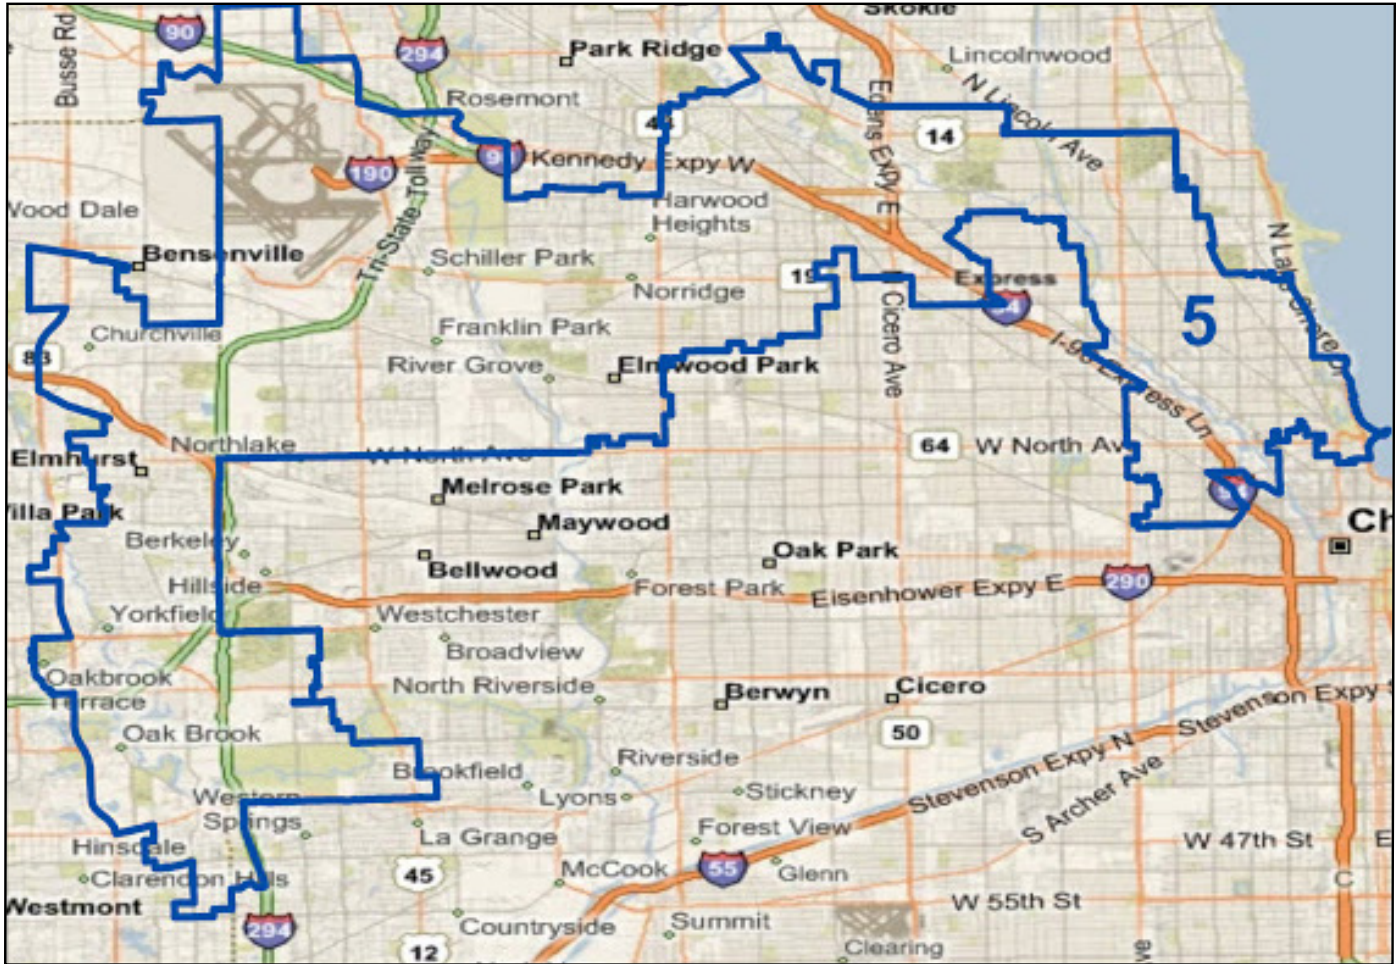 Skokie
90
294
Park Ridge
Lincolnwood
Busse Rd
Rosemont
N Lincoln Ave
Edens Expy E
14
Kennedy Expy W
190
Tri-State Tollway
Wood Dale
Harwood
Heights
Bensenville
Schiller Park
Norridge
Express
N Lake Shore Dr
N Cicero Ave
Churchville
Franklin Park
5
83
River Grove
Elmwood Park
I-90 Express Ln
Northlake
W North Ave
64
W North Av
Elmhurst
Melrose Park
Villa Park
Maywood
Ch
Berkeley
Bellwood
Oak Park
Hillside
Forest Park
Eisenhower Expy E
290
Yorkfield
Westchester
Broadview
Oakbrook
Terrace
North Riverside
Berwyn
Cicero
Stevenson Expy
50
Oak Brook
Riverside
Stevenson Expy N
Brookfield
Lyons
Stickney
S Archer Ave
Western
Springs
La Grange
Forest View
W 47th St
E
Hinsdale
Clarendon Hills
45
McCook
55
Glenn
C
Westmont
W 55th St
294
Countryside
Summit
12
Clearing